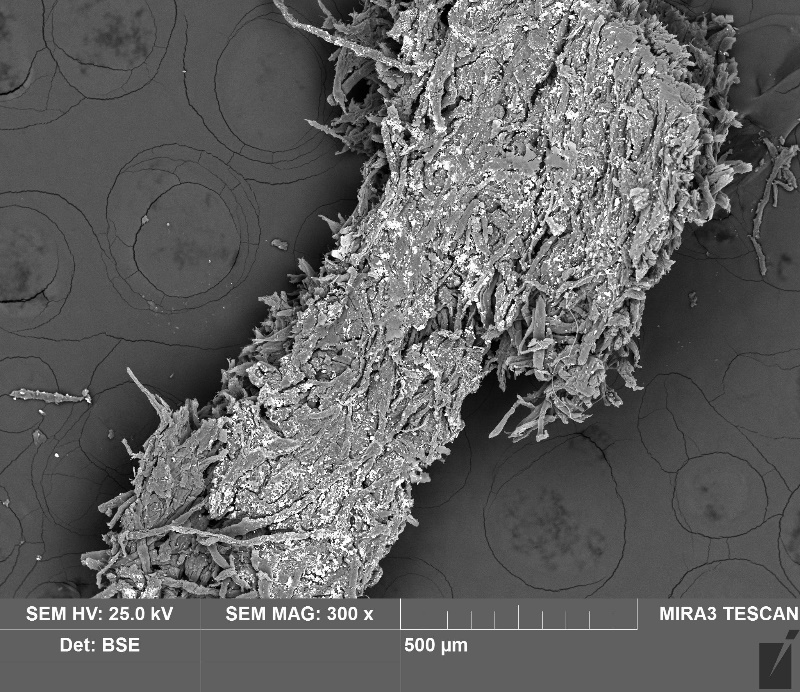 SEM HV: 25.0 kV SEM MAG: 300 x MIRA3 TESCAN
Det: BSE 500 µm